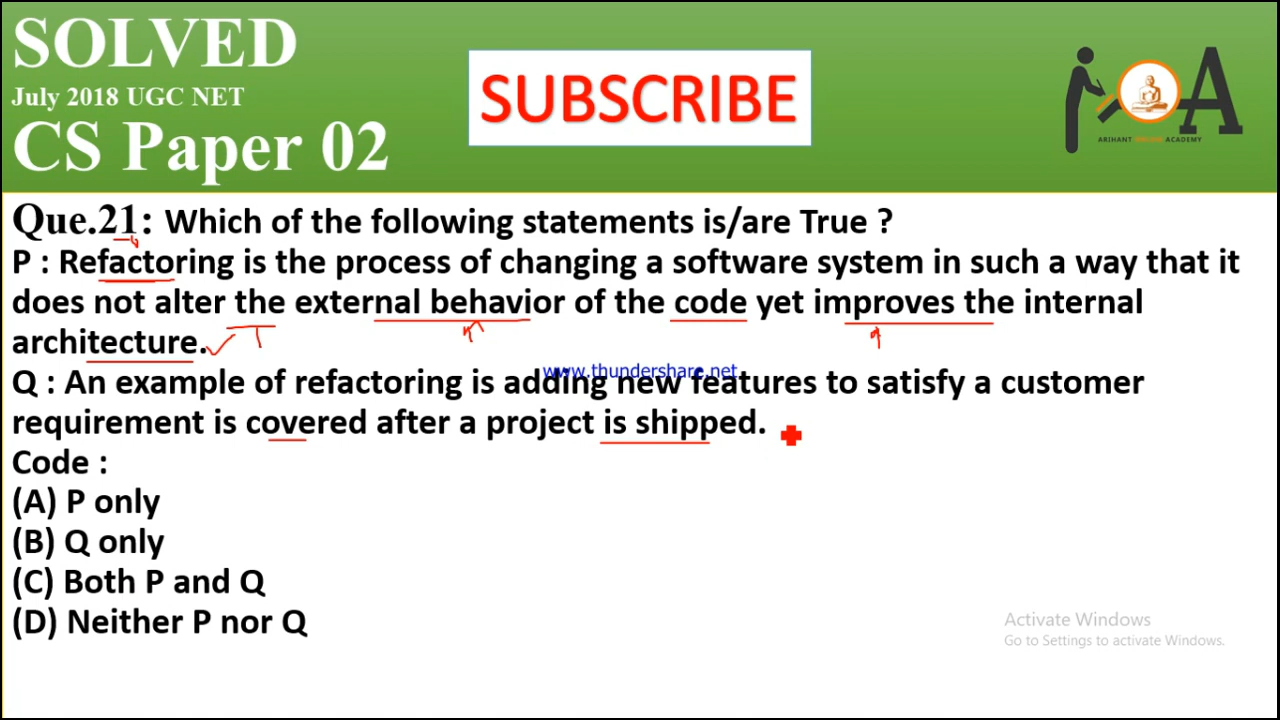 SOLVED
July 2018 UGC NET
CS Paper 02
SUBSCRIBE
A
ARIHANT ONLINE ACADEMY
Que.21: Which of the following statements is/are True ?
P : Refactoring is the process of changing a software system in such a way that it
does not alter the external behavior of the code yet improves the internal
architecture.
T
www.thundershare.net
Q : An example of refactoring is adding new features to satisfy a customer
requirement is covered after a project is shipped.
Code :
(A) P only
(B) Q only
(C) Both P and Q
(D) Neither P nor Q
Activate Windows
Go to Settings to activate Windows.